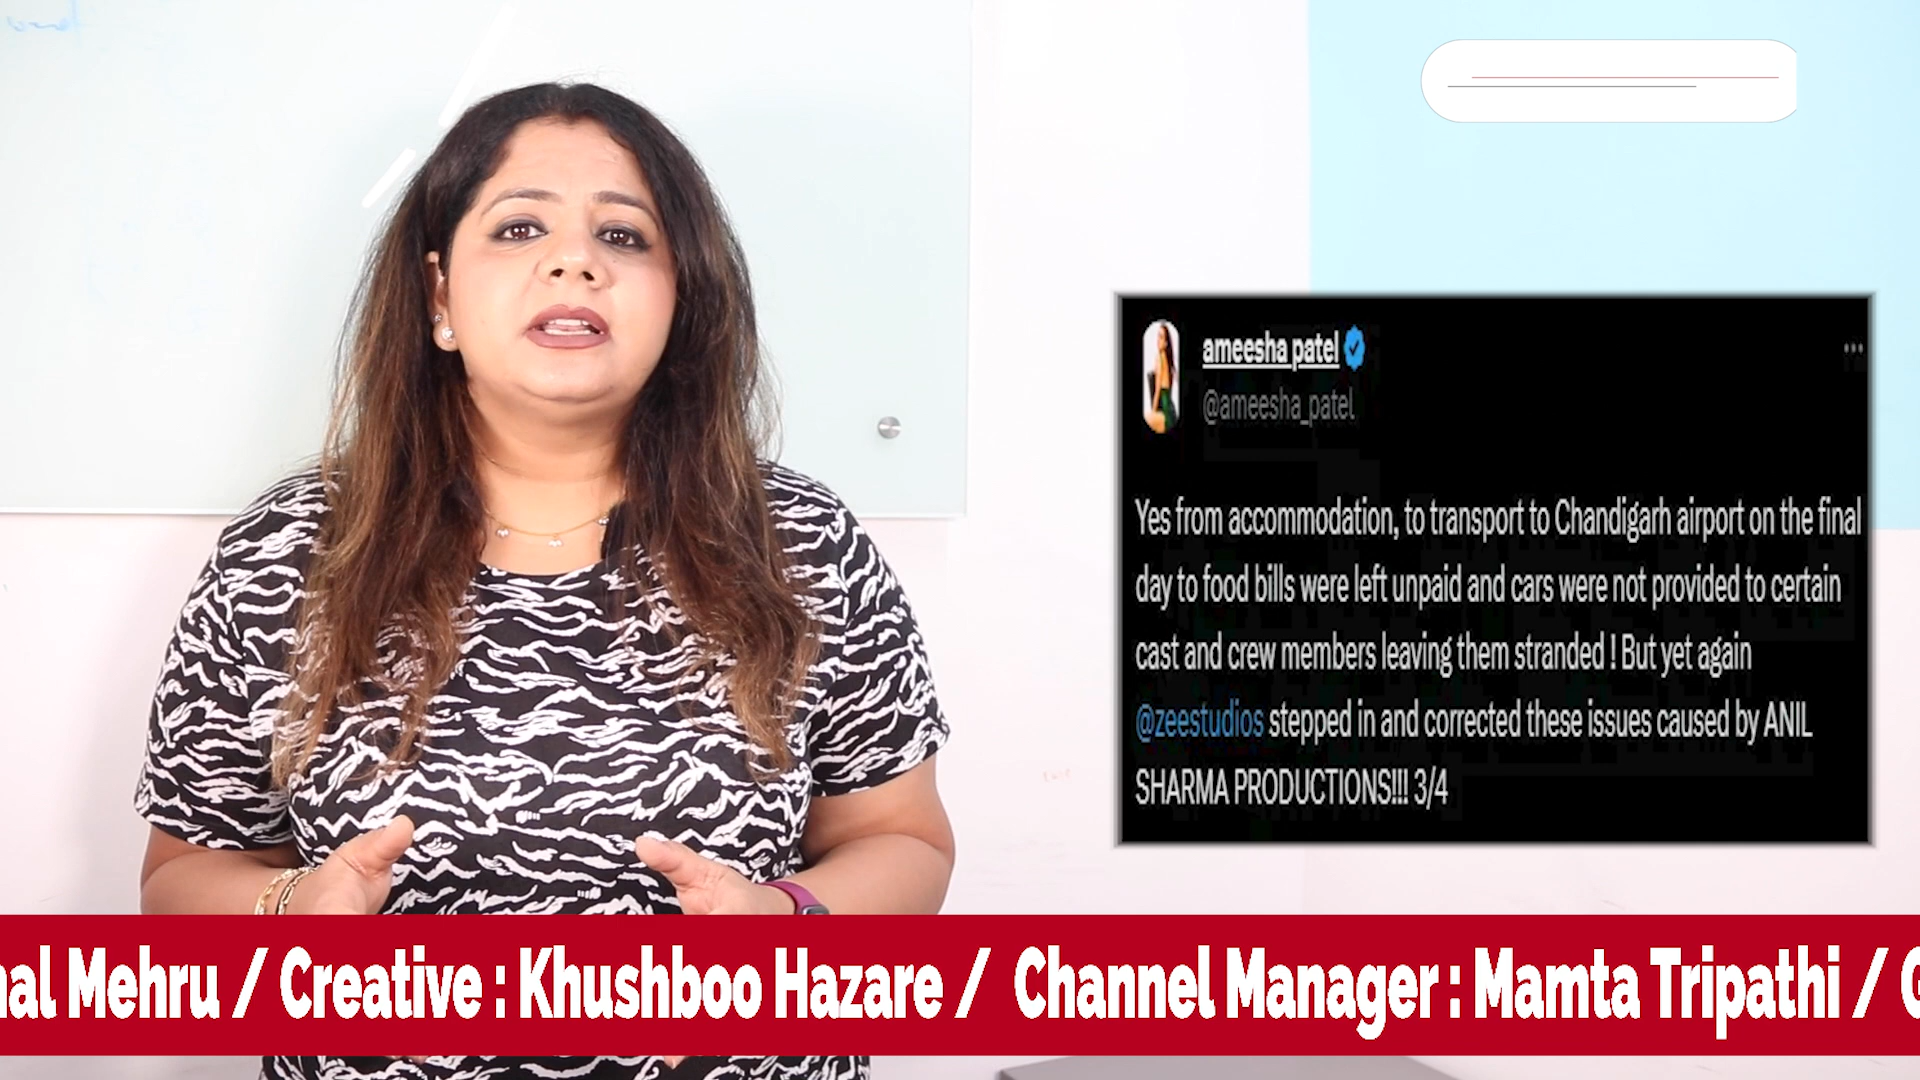 ameesha patel
@ameesha_patel
Yes from accommodation, to transport to Chandigarh airport on the final
day to food bills were left unpaid and cars were not provided to certain
cast and crew members leaving them stranded ! But yet again
@zeestudios stepped in and corrected these issues caused by ANIL
SHARMA PRODUCTIONS!!! 3/4
Mehru / Creative : Khushboo Hazare / Channel Manager : Mamta Tripathi /